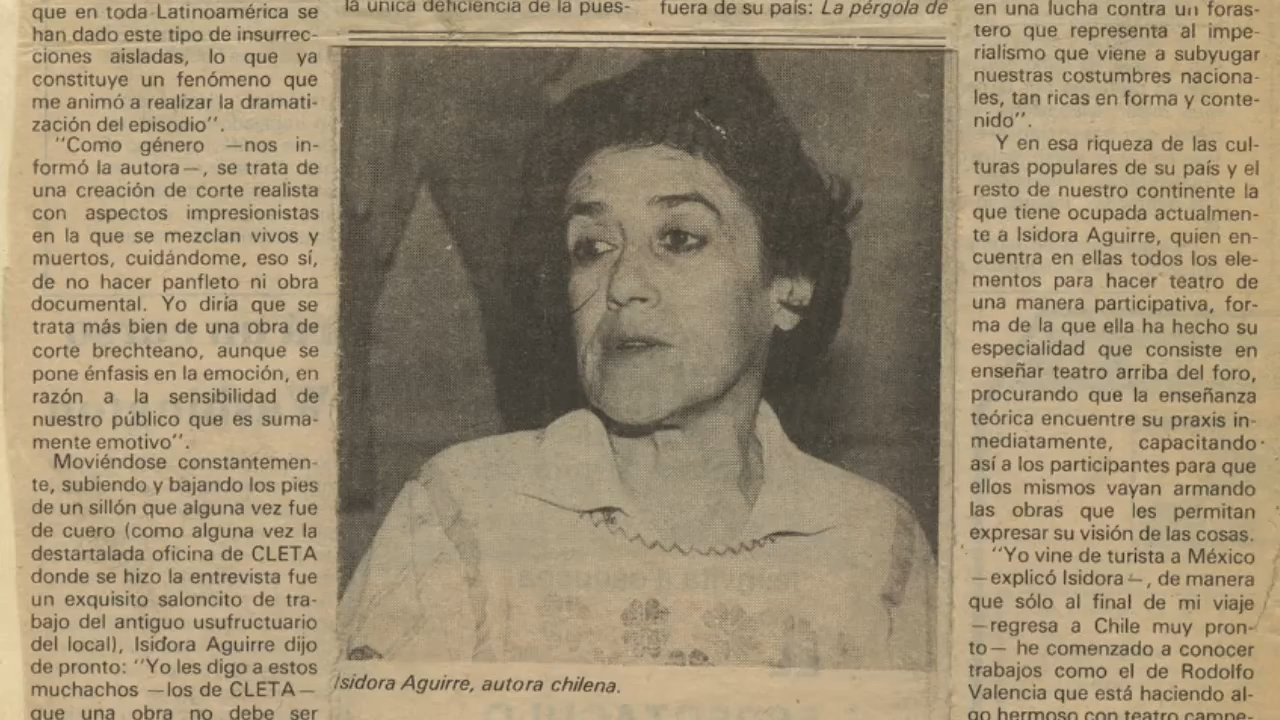 que en toda Latinoamérica se
han dado este tipo de insurrec-
ciones aisladas, lo que ya
constituye un fenómeno que
me animó a realizar la dramati-
zación del episodio".
"Como género —nos in-
formó la autora—, se trata de
una creación de corte realista
con aspectos impresionistas
en la que se mezclan vivos y
muertos, cuidándome, eso sí,
de no hacer panfleto ni obra
documental. Yo diría que se
trata más bien de una obra de
corte brechteano, aunque se
pone énfasis en la emoción, en
razón a la sensibilidad de
nuestro público que es suma-
mente emotivo".
Moviéndose constantemen-
te, subiendo y bajando los pies
de un sillón que alguna vez fue
de cuero (como alguna vez la
destartalada oficina de CLETA
donde se hizo la entrevista fue
un exquisito saloncito de tra-
bajo del antiguo usufructuario
del local), Isidora Aguirre dijo
de pronto: "Yo les digo a estos
muchachos —los de CLETA—
que una obra no debe ser
la única deficiencia de la pues-
fuera de su país: La pérgola de
Isidora Aguirre, autora chilena.
en una lucha contra un foras-
tero que representa al impe-
rialismo que viene a subyugar
nuestras costumbres naciona-
les, tan ricas en forma y conte-
nido".
Y en esa riqueza de las cul-
turas populares de su país y el
resto de nuestro continente la
que tiene ocupada actualmen-
te a Isidora Aguirre, quien en-
cuentra en ellas todos los ele-
mentos para hacer teatro de
una manera participativa, for-
ma de la que ella ha hecho su
especialidad que consiste en
enseñar teatro arriba del foro,
procurando que la enseñanza
teórica encuentre su praxis in-
mediatamente, capacitando
así a los participantes para que
ellos mismos vayan armando
las obras que les permitan
expresar su visión de las cosas.
"Yo vine de turista a México
—explicó Isidora—, de manera
que sólo al final de mi viaje
—regresa a Chile muy pron-
to— he comenzado a conocer
trabajos como el de Rodolfo
Valencia que está haciendo al-
go hermoso con teatro campe-